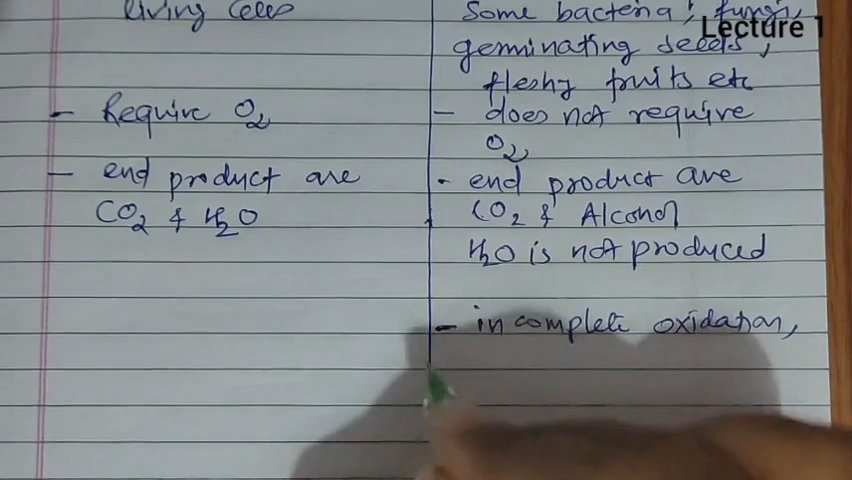 living cells
- Require O2
- end product are
CO2 & H2O
Some bacteria, fungi,
germinating seeds,
fleshy fruits etc
- does not require
O2
- end product are
CO2 & Alcohol
H2O is not produced
- incomplete oxidation,
Lecture 1